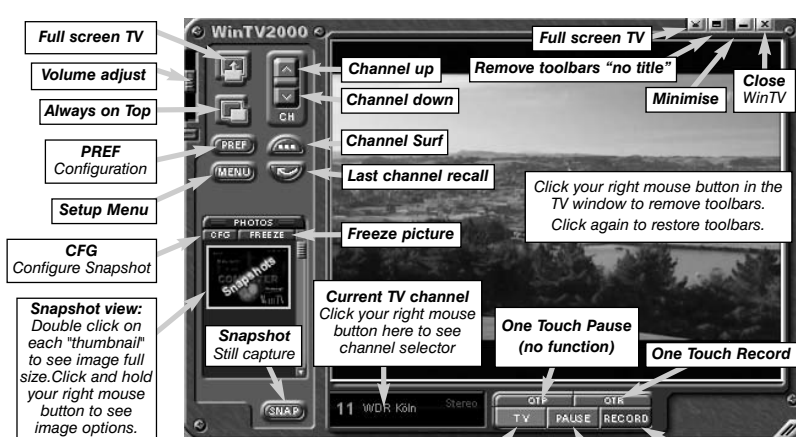 WinTV2000
Full screen TV
Volume adjust
Always on Top
PREF
Configuration
Setup Menu
CFG
Configure Snapshot
Snapshot view:
Double click on
each "thumbnail"
to see image full
size.Click and hold
your right mouse
button to see
image options.
CH
PREF
MENU
PHOTOS
CFG
FREEZE
Snapshots
WinTV
Snapshot
Still capture
SNAP
Channel up
Channel down
Channel Surf
Last channel recall
Freeze picture
Current TV channel
Click your right mouse
button here to see
channel selector
11 WDR Köln
Stereo
Full screen TV
Remove toolbars “no title”
Minimise
Close
WinTV
Click your right mouse button in the
TV window to remove toolbars.
Click again to restore toolbars.
One Touch Pause
(no function)
One Touch Record
OTP
OTR
TV
PAUSE
RECORD